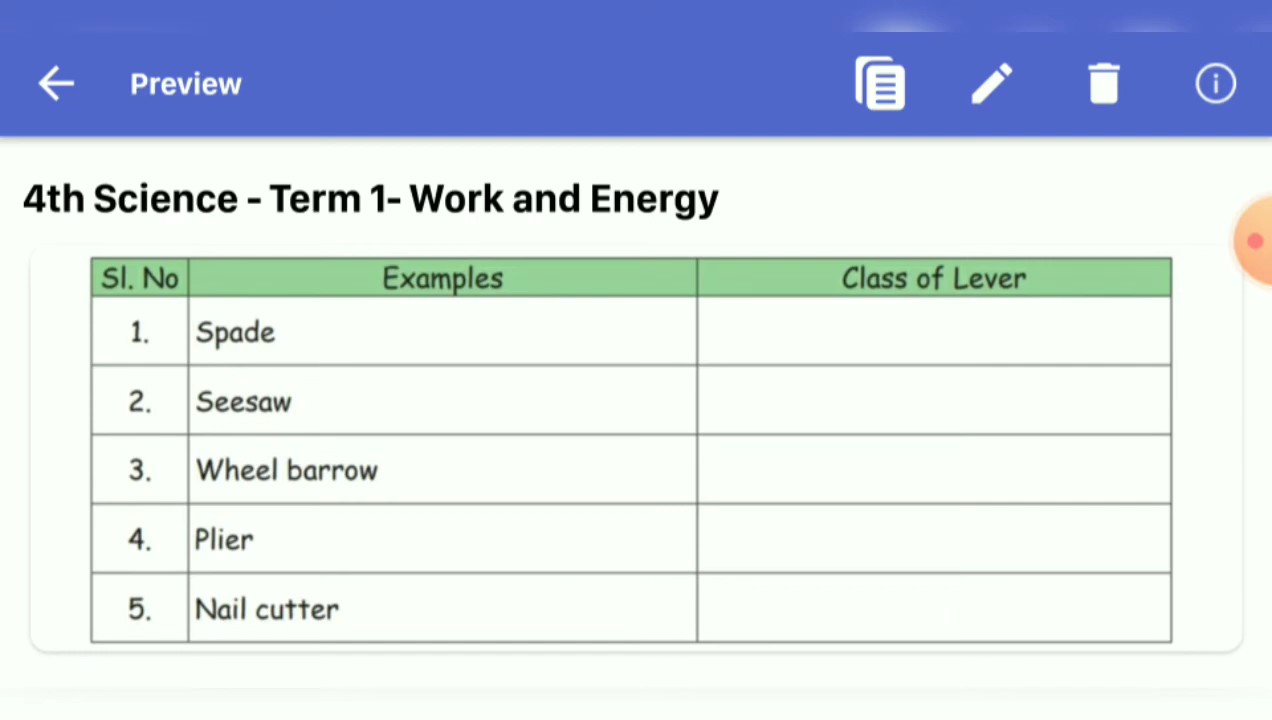 Preview
4th Science - Term 1- Work and Energy
Sl. No Examples Class of Lever
1. Spade
2. Seesaw
3. Wheel barrow
4. Plier
5. Nail cutter